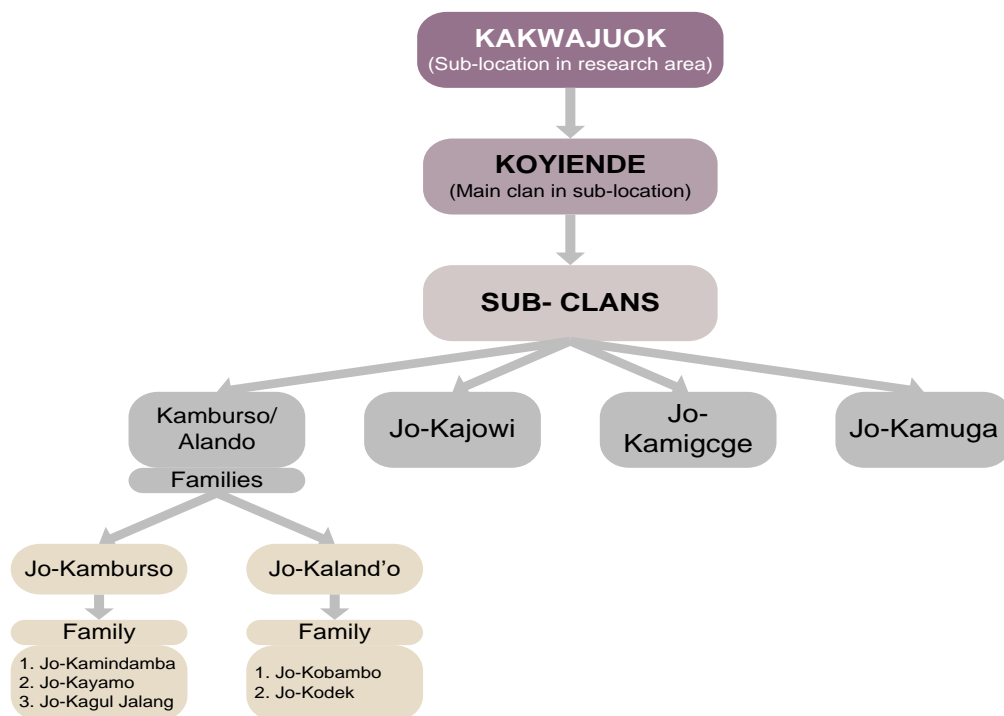 KAKWAJUOK
(Sub-location in research area)
KOYIENDE
(Main clan in sub-location)
SUB- CLANS
Kamburso/
Alando
Families
Jo-Kajowi
Jo-
Kamigcge
Jo-Kamuga
Jo-Kamburso
Jo-Kaland’o
Family
1. Jo-Kamindamba
2. Jo-Kayamo
3. Jo-Kagul Jalang
Family
1. Jo-Kobambo
2. Jo-Kodek